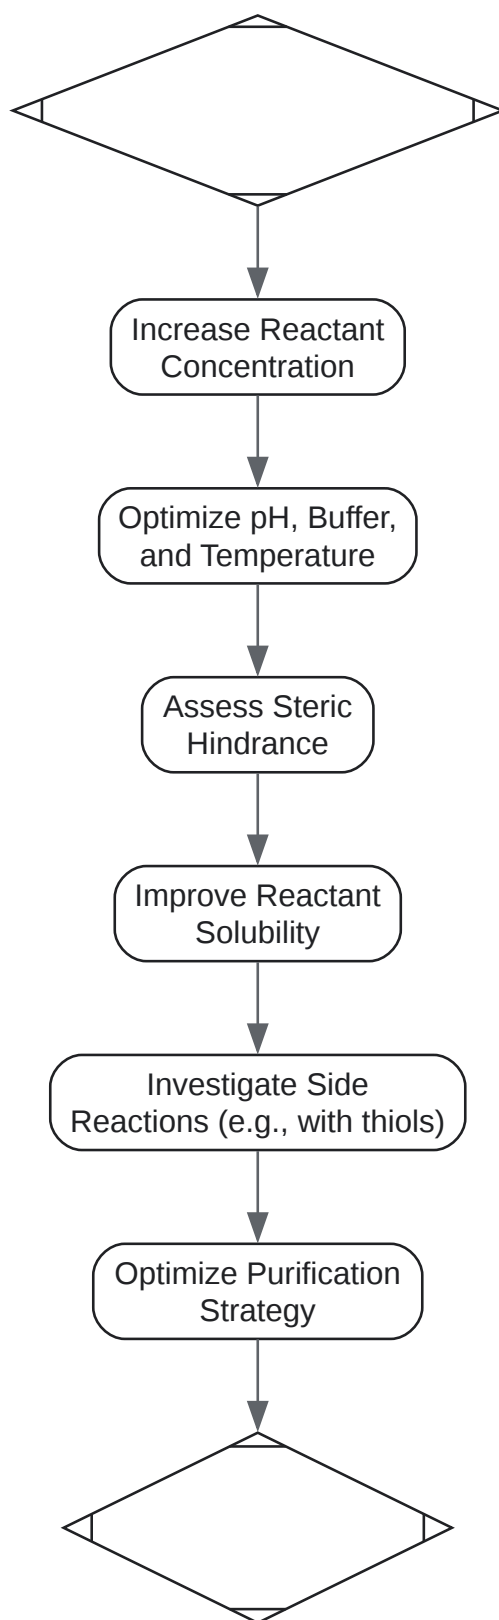 Increase Reactant
Concentration
Optimize pH, Buffer,
and Temperature
Assess Steric
Hindrance
Improve Reactant
Solubility
Investigate Side
Reactions (e.g., with thiols)
Optimize Purification
Strategy